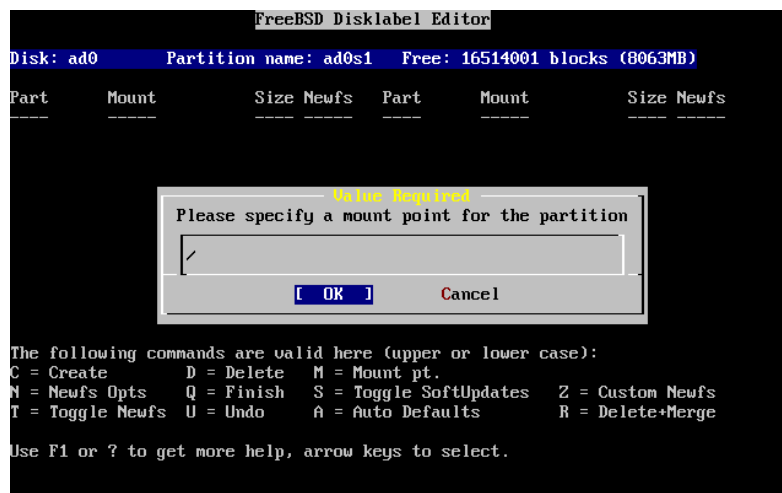 FreeBSD Disklabel Editor
Disk: ad0 Partition name: ad0s1 Free: 16514001 blocks (8063MB)
Part Mount Size Newfs Part Mount Size Newfs
---- ----- ---- ----- ---- ----- ---- -----
Value Required
Please specify a mount point for the partition
/
[ OK ] Cancel
The following commands are valid here (upper or lower case):
C = Create D = Delete M = Mount pt.
N = Newfs Opts Q = Finish S = Toggle SoftUpdates Z = Custom Newfs
T = Toggle Newfs U = Undo A = Auto Defaults R = Delete+Merge
Use F1 or ? to get more help, arrow keys to select.